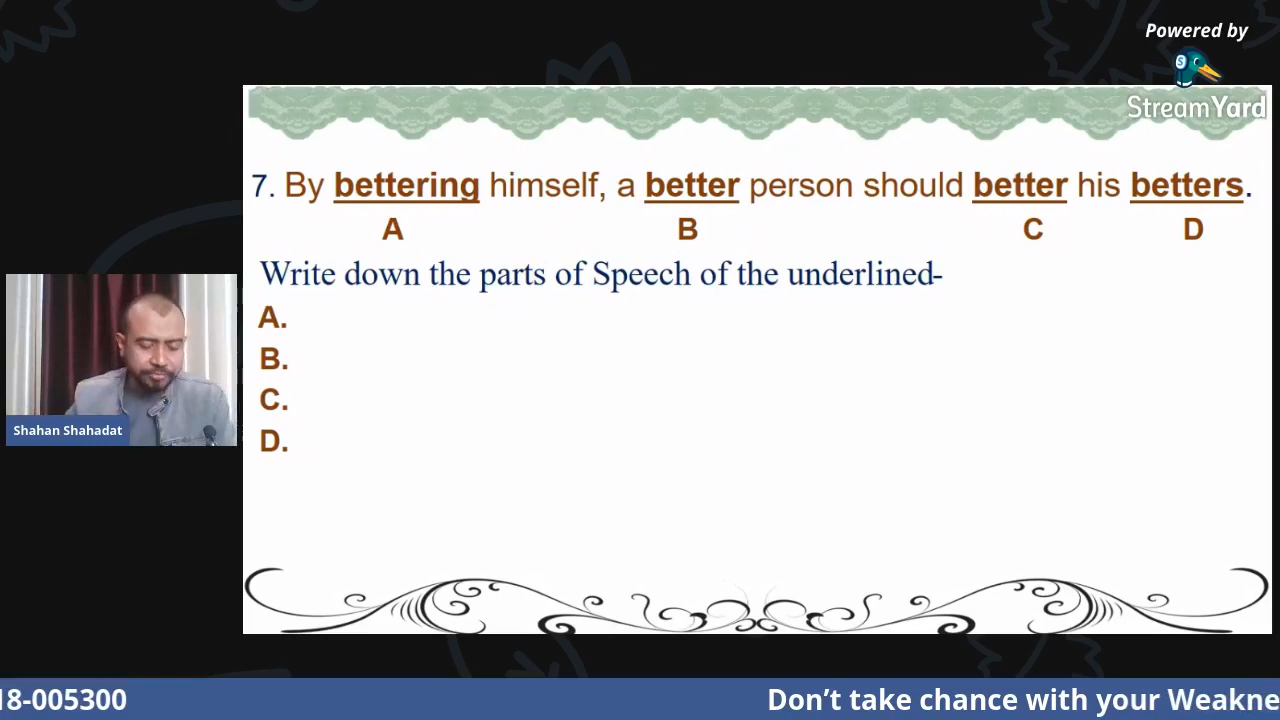 Powered by
StreamYard
7. By bettering himself, a better person should better his betters.
A B C D
Write down the parts of Speech of the underlined-
A.
B.
C.
D.
Shahan Shahadat
18-005300 Don’t take chance with your Weakne